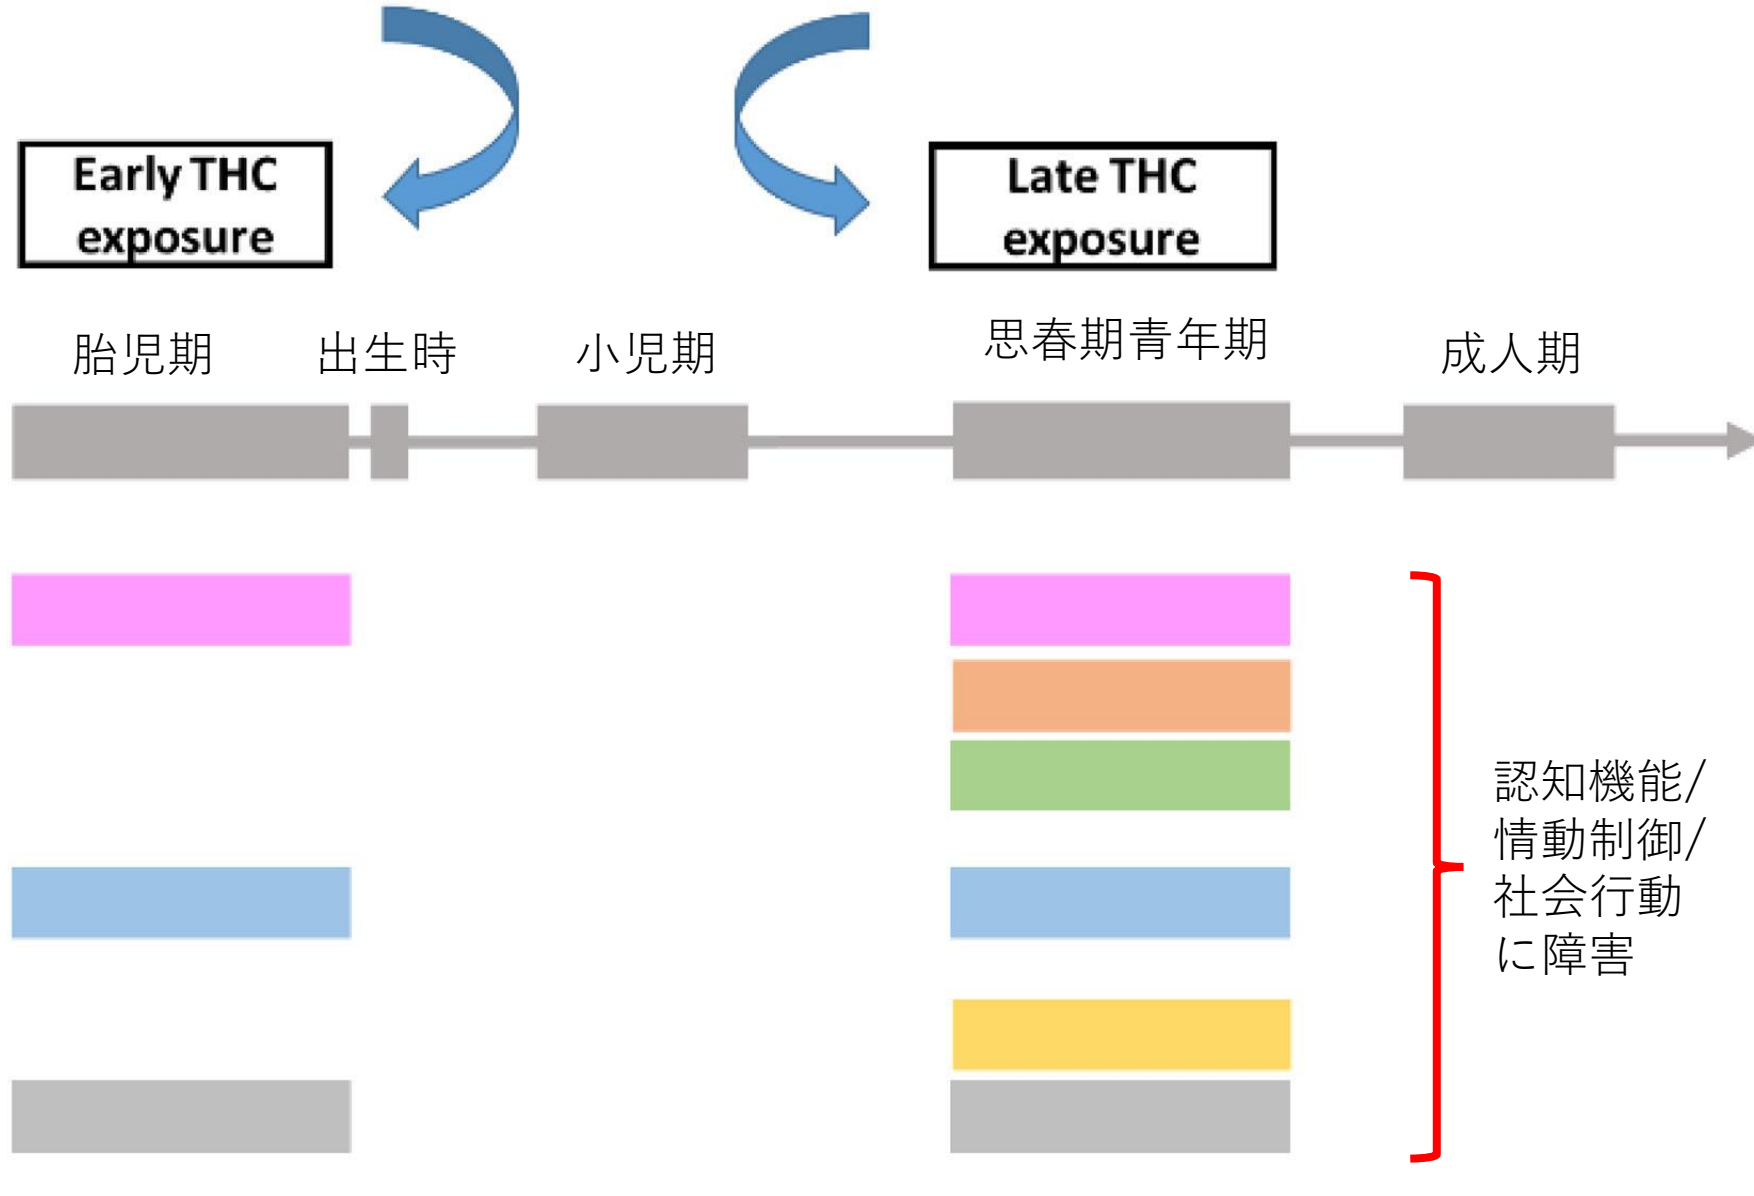 Early THC
exposure
Late THC
exposure
胎児期
出生時
小児期
思春期青年期
成人期
認知機能/
情動制御/
社会行動
に障害